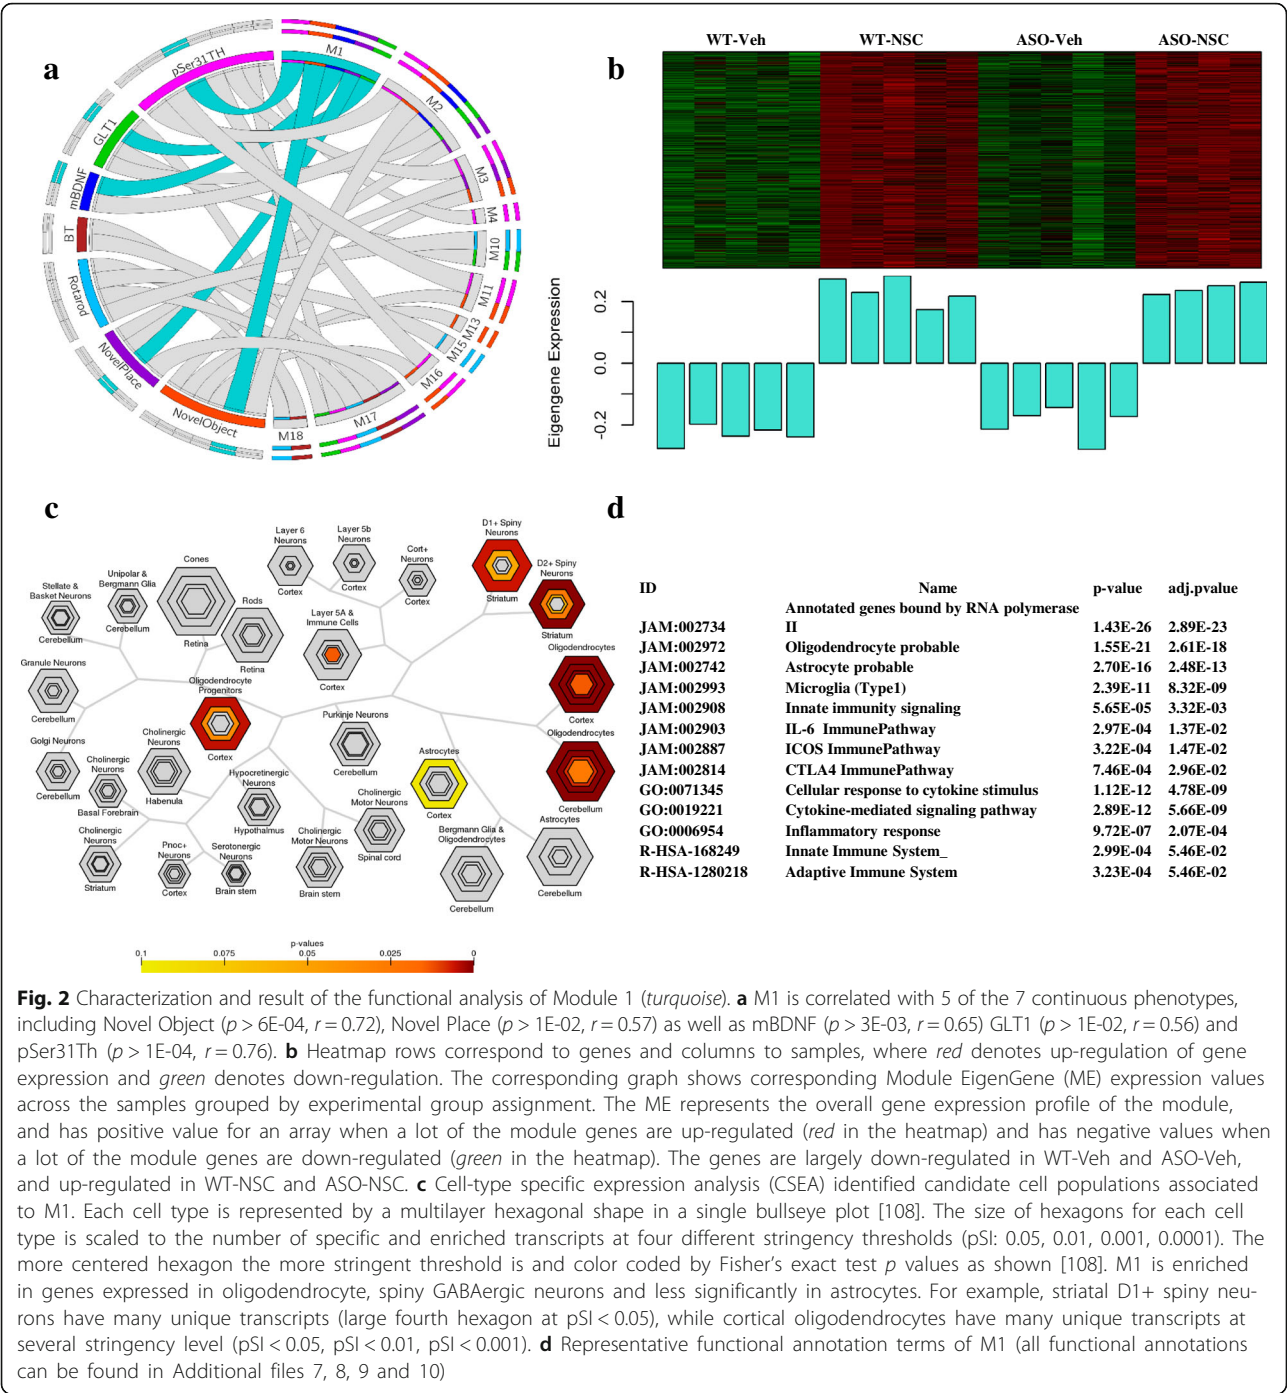 a
pSer31TH
M1
M2
M3
M4
M10
M11
M13
M15
M16
M17
M18
NovelObject
NovelPlace
Rotarod
BT
mBDNF
GLT1
b
WT-Veh WT-NSC ASO-Veh ASO-NSC
Eigengene Expression
0.2
0.0
-0.2
c
Stellate &
Basket Neurons
Cerebellum
Unipolar &
Bergmann Glia
Cerebellum
Cones
Retina
Rods
Retina
Layer 6
Neurons
Cortex
Layer 5b
Neurons
Cortex
Cort+
Neurons
Cortex
D1+ Spiny
Neurons
Striatum
D2+ Spiny
Neurons
Striatum
Layer 5A &
Immune Cells
Cortex
Granule Neurons
Cerebellum
Oligodendrocyte
Progenitors
Cortex
Oligodendrocytes
Cortex
Oligodendrocytes
Cerebellum
Golgi Neurons
Cerebellum
Cholinergic
Neurons
Basal Forebrain
Cholinergic
Neurons
Habenula
Purkinje Neurons
Cerebellum
Astrocytes
Cortex
Hypocretinergic
Neurons
Hypothalmus
Cholinergic
Neurons
Striatum
Pnoc+
Neurons
Cortex
Serotonergic
Neurons
Brain stem
Cholinergic
Motor Neurons
Brain stem
Cholinergic
Motor Neurons
Spinal cord
Bergmann Glia &
Oligodendrocytes
Cerebellum
Astrocytes
Cerebellum
p-values
0.1 0.075 0.05 0.025 0
d
ID Name p-value adj.pvalue
Annotated genes bound by RNA polymerase
JAM:002734 II 1.43E-26 2.89E-23
JAM:002972 Oligodendrocyte probable 1.55E-21 2.61E-18
JAM:002742 Astrocyte probable 2.70E-16 2.48E-13
JAM:002993 Microglia (Type1) 2.39E-11 8.32E-09
JAM:002908 Innate immunity signaling 5.65E-05 3.32E-03
JAM:002903 IL-6 ImmunePathway 2.97E-04 1.37E-02
JAM:002887 ICOS ImmunePathway 3.22E-04 1.47E-02
JAM:002814 CTLA4 ImmunePathway 7.46E-04 2.96E-02
GO:0071345 Cellular response to cytokine stimulus 1.12E-12 4.78E-09
GO:0019221 Cytokine-mediated signaling pathway 2.89E-12 5.66E-09
GO:0006954 Inflammatory response 9.72E-07 2.07E-04
R-HSA-168249 Innate Immune System_ 2.99E-04 5.46E-02
R-HSA-1280218 Adaptive Immune System 3.23E-04 5.46E-02
Fig. 2 Characterization and result of the functional analysis of Module 1 (turquoise). a M1 is correlated with 5 of the 7 continuous phenotypes,
including Novel Object (p > 6E-04, r = 0.72), Novel Place (p > 1E-02, r = 0.57) as well as mBDNF (p > 3E-03, r = 0.65) GLT1 (p > 1E-02, r = 0.56) and
pSer31Th (p > 1E-04, r = 0.76). b Heatmap rows correspond to genes and columns to samples, where red denotes up-regulation of gene
expression and green denotes down-regulation. The corresponding graph shows corresponding Module EigenGene (ME) expression values
across the samples grouped by experimental group assignment. The ME represents the overall gene expression profile of the module,
and has positive value for an array when a lot of the module genes are up-regulated (red in the heatmap) and has negative values when
a lot of the module genes are down-regulated (green in the heatmap). The genes are largely down-regulated in WT-Veh and ASO-Veh,
and up-regulated in WT-NSC and ASO-NSC. c Cell-type specific expression analysis (CSEA) identified candidate cell populations associated
to M1. Each cell type is represented by a multilayer hexagonal shape in a single bullseye plot [108]. The size of hexagons for each cell
type is scaled to the number of specific and enriched transcripts at four different stringency thresholds (pSI: 0.05, 0.01, 0.001, 0.0001). The
more centered hexagon the more stringent threshold is and color coded by Fisher's exact test p values as shown [108]. M1 is enriched
in genes expressed in oligodendrocyte, spiny GABAergic neurons and less significantly in astrocytes. For example, striatal D1+ spiny neu-
rons have many unique transcripts (large fourth hexagon at pSI < 0.05), while cortical oligodendrocytes have many unique transcripts at
several stringency level (pSI < 0.05, pSI < 0.01, pSI < 0.001). d Representative functional annotation terms of M1 (all functional annotations
can be found in Additional files 7, 8, 9 and 10)